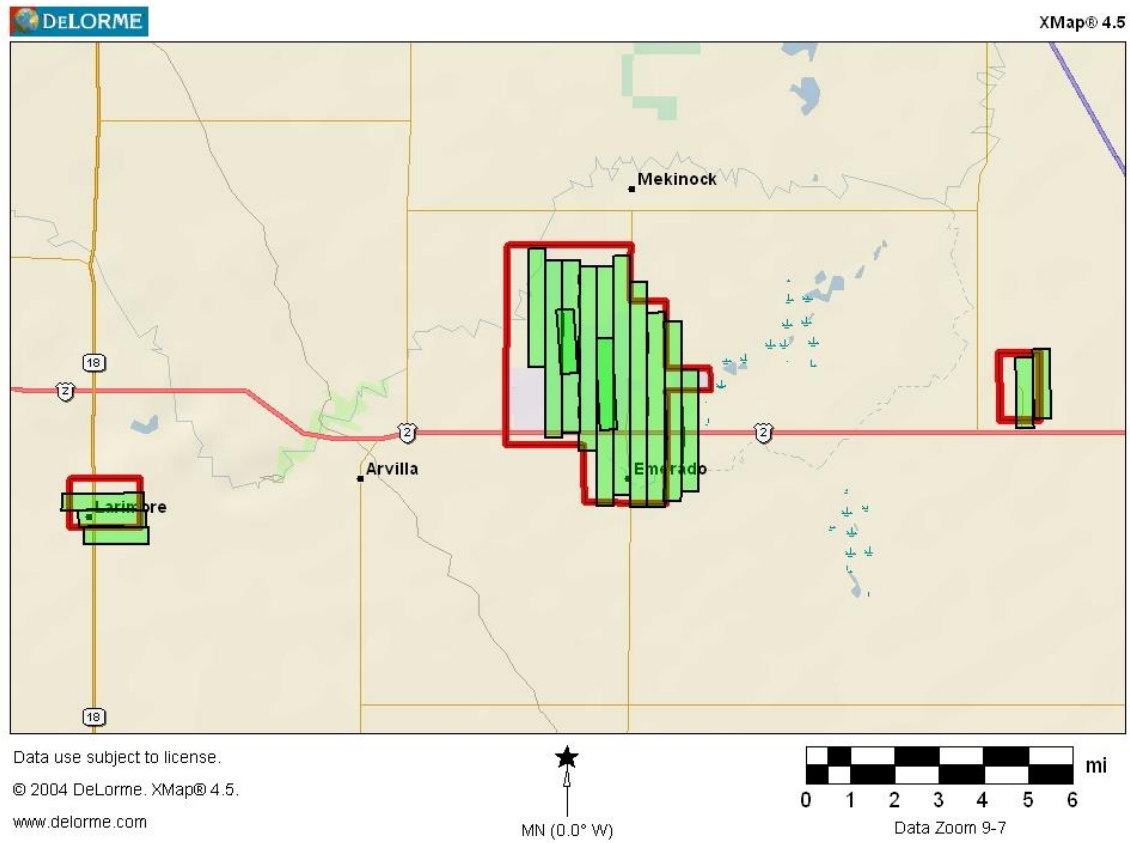 DELORME
XMap® 4.5
Mekinock
18
2
2
2
Arvilla
Emerado
Larimore
18
Data use subject to license.
© 2004 DeLorme. XMap® 4.5.
www.delorme.com
MN (0.0° W)
mi
0 1 2 3 4 5 6
Data Zoom 9-7